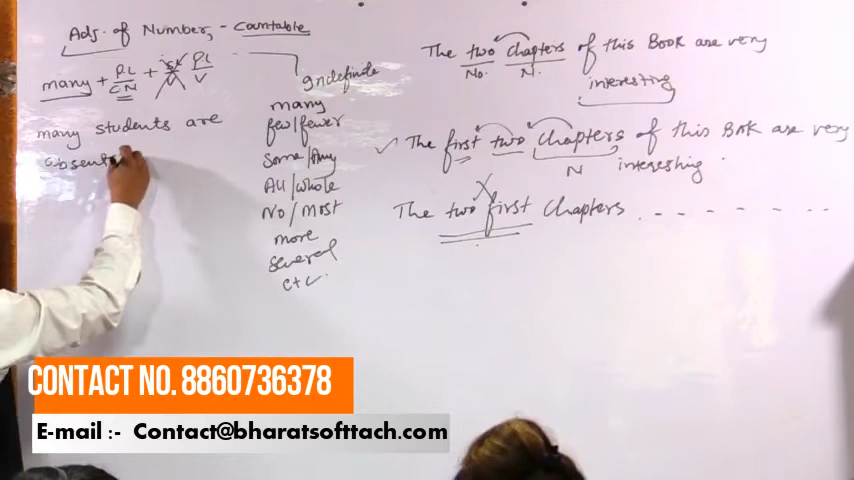 Adj. of Number, - Countable
many + PL CN + PL V
many students are
absent
Indefinite
many
few/fewer
Some/Any
All/whole
No/Most
more
several
etc.
The two chapters of this Book are very
No. N.
interesting
The first two chapters of this Book are very
N interesting.
The two first Chapters . - - - - - - - -
CONTACT NO. 8860736378
E-mail :- Contact@bharatsofttach.com